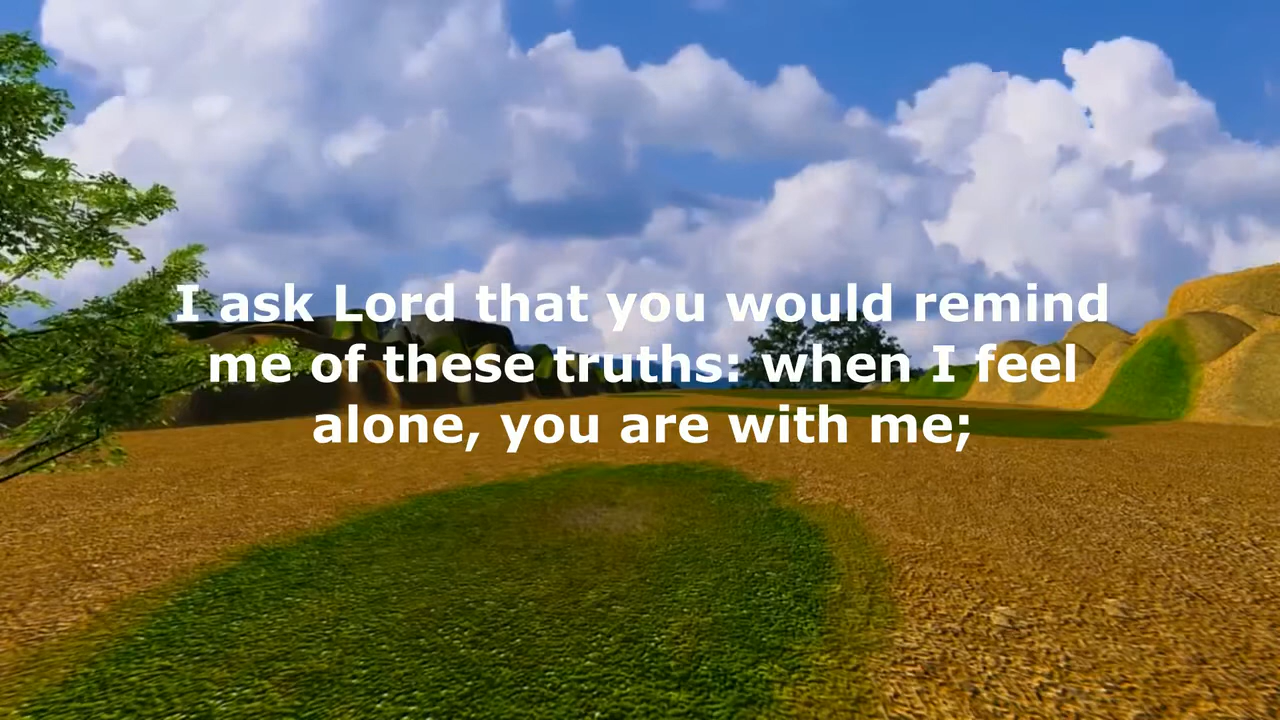 I ask Lord that you would remind
me of these truths: when I feel
alone, you are with me;